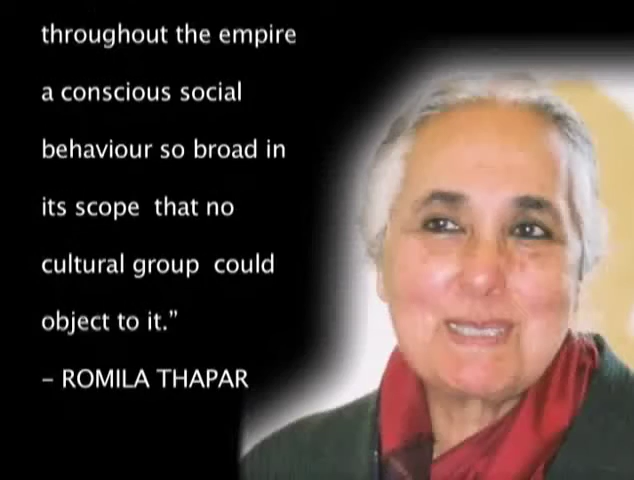 throughout the empire
a conscious social
behaviour so broad in
its scope that no
cultural group could
object to it.”
– ROMILA THAPAR